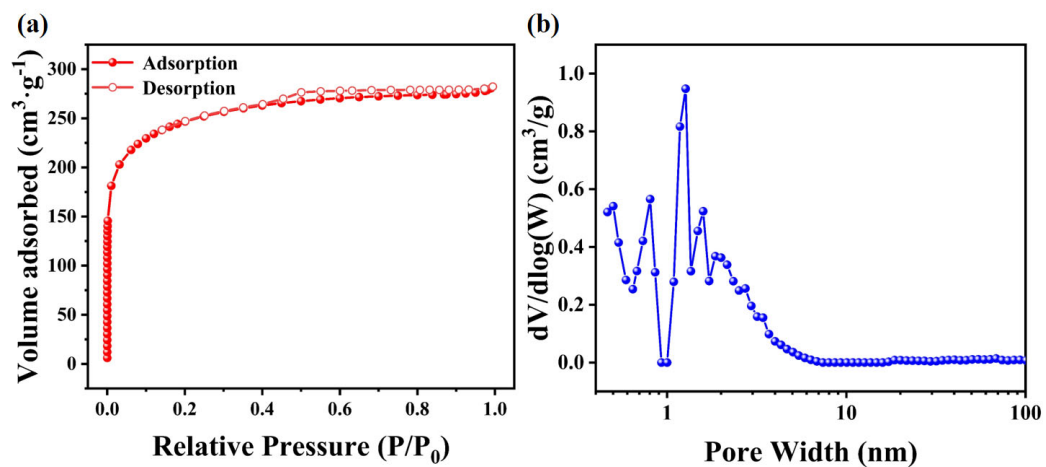 (a)
Volume adsorbed (cm³·g⁻¹)
300
250
200
150
100
50
0
Adsorption
Desorption
0.0 0.2 0.4 0.6 0.8 1.0
Relative Pressure (P/P₀)
(b)
dV/dlog(W) (cm³/g)
1.0
0.8
0.6
0.4
0.2
0.0
1 10 100
Pore Width (nm)